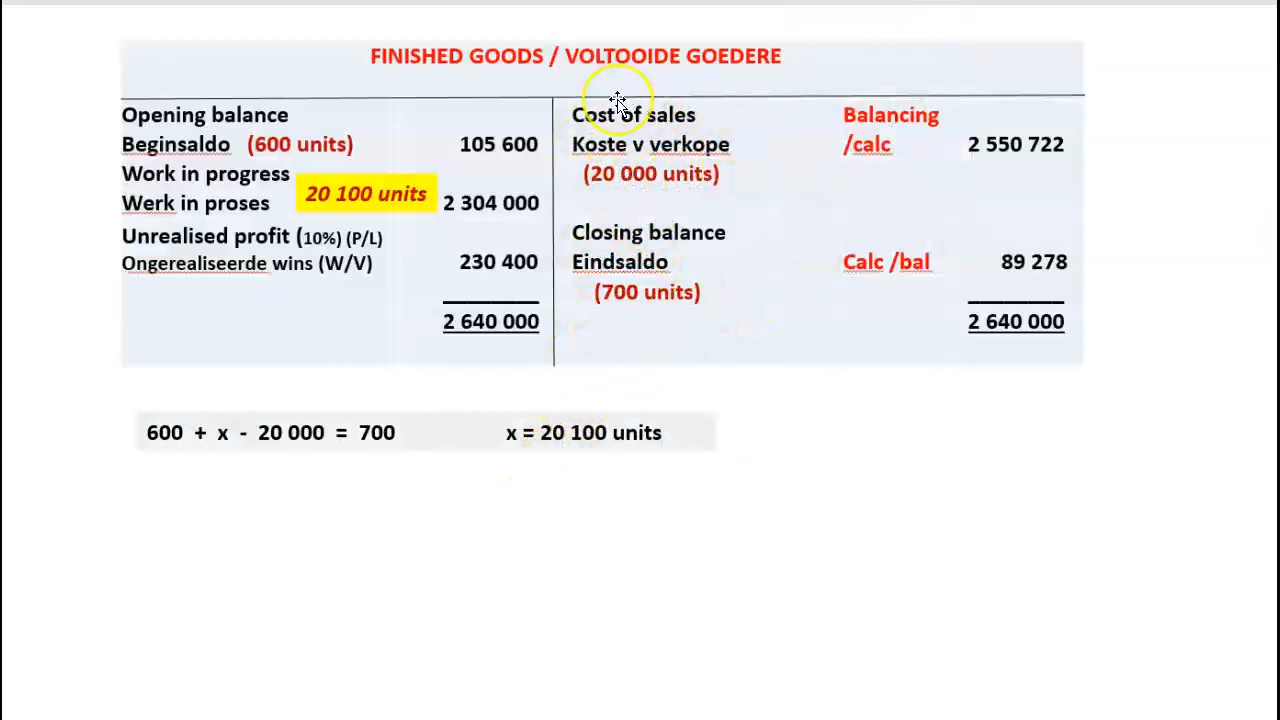 FINISHED GOODS / VOLTOOIDE GOEDERE
Opening balance
Beginsaldo (600 units) 105 600
Work in progress
Werk in proses 20 100 units 2 304 000
Unrealised profit (10%) (P/L)
Ongerealiseerde wins (W/V) 230 400
2 640 000
Cost of sales Balancing
Koste v verkope /calc 2 550 722
(20 000 units)
Closing balance
Eindsaldo Calc /bal 89 278
(700 units)
2 640 000
600 + x - 20 000 = 700 x = 20 100 units